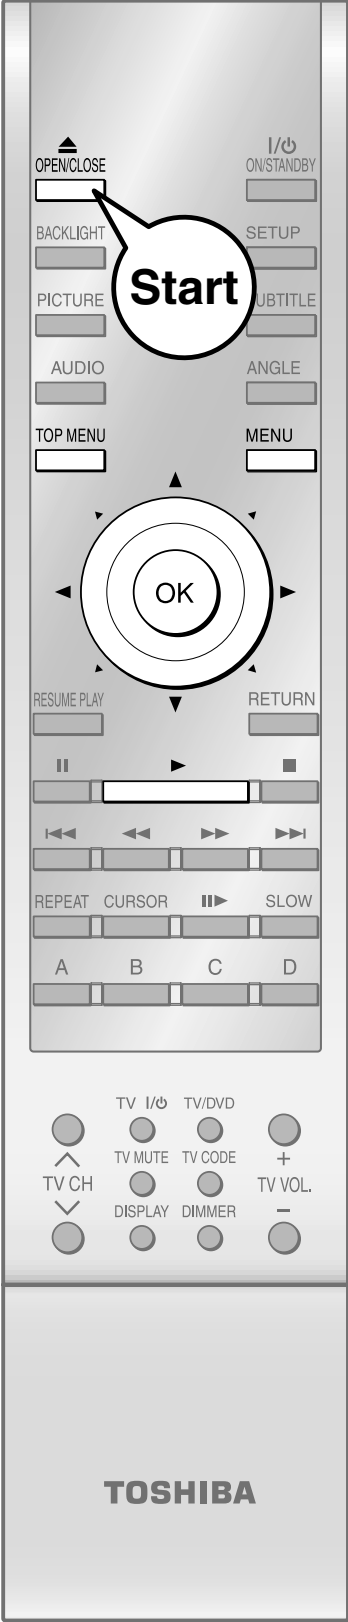 I/⏻
OPEN/CLOSE ON/STANDBY
BACKLIGHT SETUP
Start
PICTURE UBTITLE
AUDIO ANGLE
TOP MENU MENU
OK
RESUME PLAY RETURN
REPEAT CURSOR SLOW
A B C D
TV I/⏻ TV/DVD
TV MUTE TV CODE +
TV CH TV VOL.
DISPLAY DIMMER −
TOSHIBA